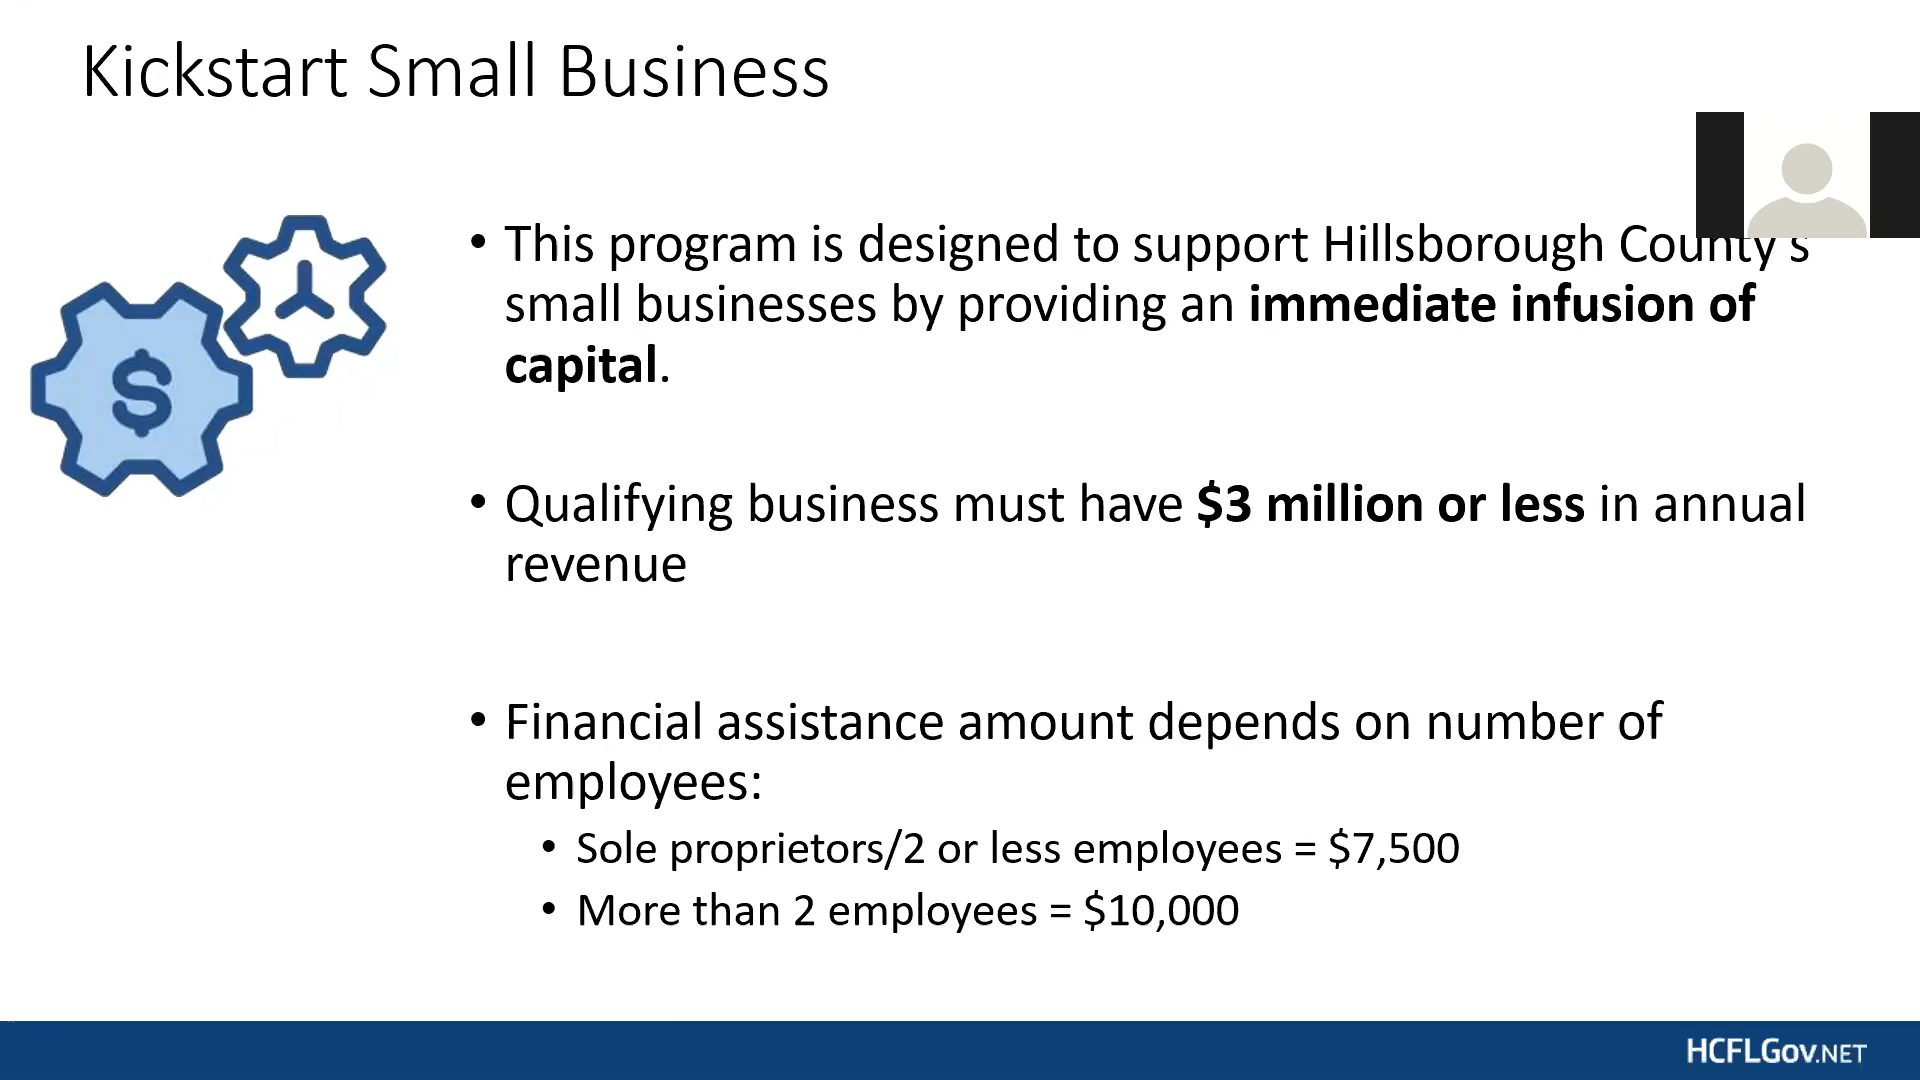 Kickstart Small Business
• This program is designed to support Hillsborough County's
small businesses by providing an immediate infusion of
capital.
• Qualifying business must have $3 million or less in annual
revenue
• Financial assistance amount depends on number of
employees:
• Sole proprietors/2 or less employees = $7,500
• More than 2 employees = $10,000
$
HCFLGov.NET